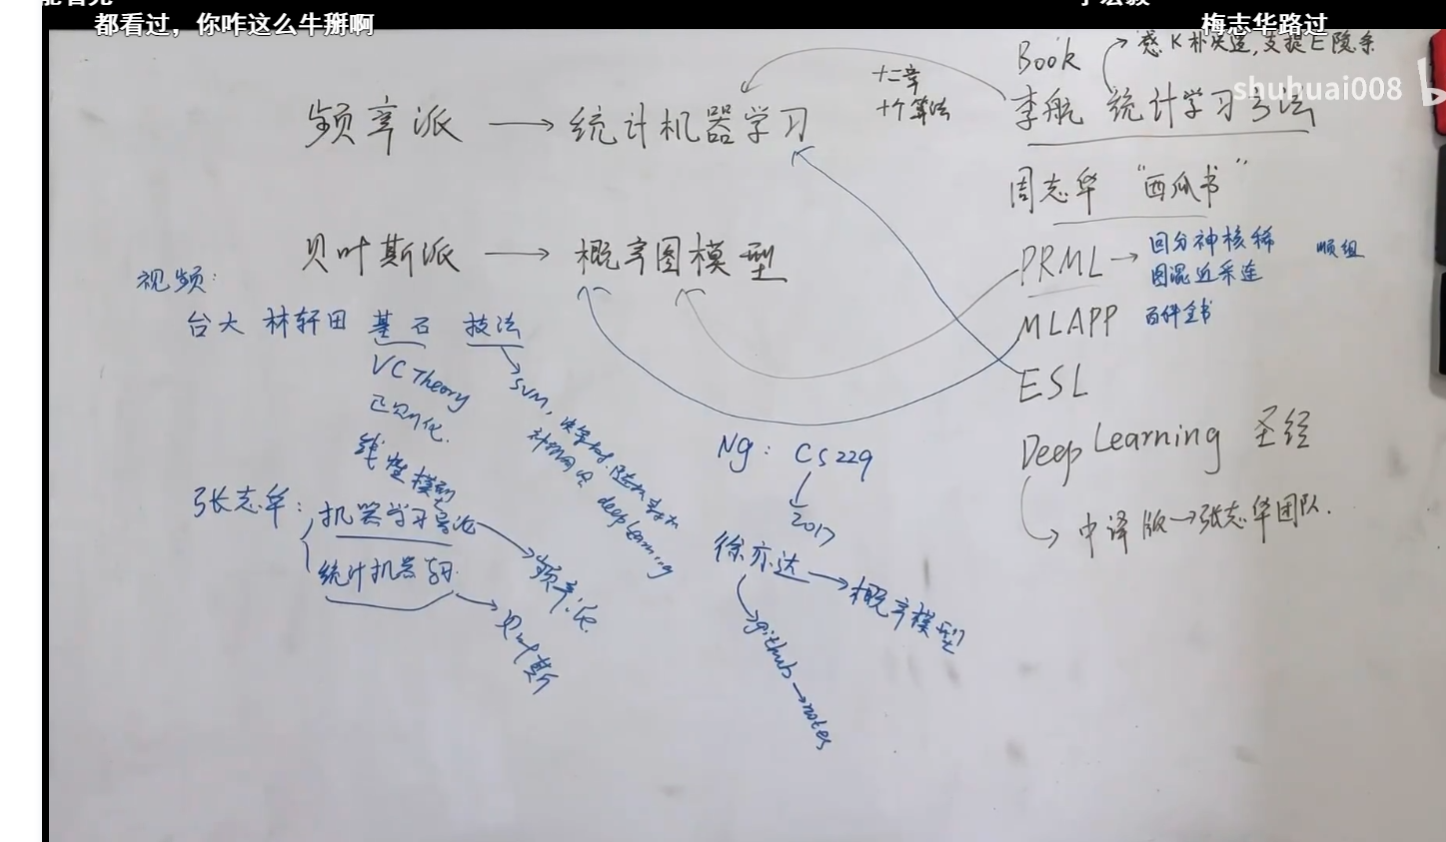 都看过，你咋这么牛掰啊
梅志华路过
shuhuai008
频率派 → 统计机器学习
贝叶斯派 → 概率图模型
Book
感K朴决逻,支提E隐条
李航 统计学习方法
十二章
十个算法
周志华 “西瓜书”
PRML → 回分神核稀
图混近采连
顺组
MLAPP 百科全书
ESL
Deep Learning 圣经
中译版→张志华团队.
视频:
台大 林轩田 基石 技法
VC Theory
正则化.
线性模型
SVM, 决策树,
deep learning
张志华: 机器学习导论
频率派.
统计机器学习
贝叶斯
Ng: CS229
2017
徐亦达 → 概率模型
github → notes